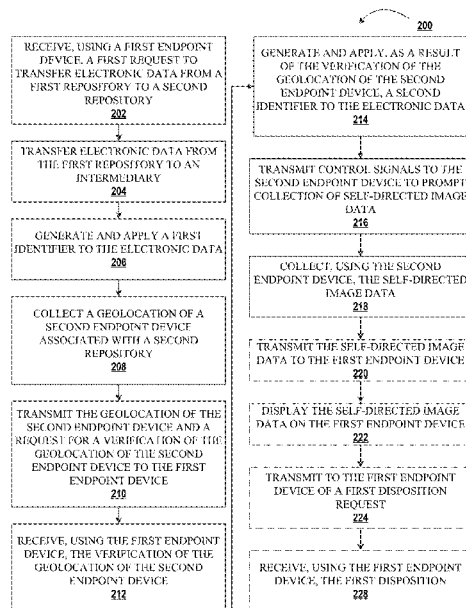 200
RECEIVE, USING A FIRST ENDPOINT
DEVICE, A FIRST REQUEST TO
TRANSFER ELECTRONIC DATA FROM A
FIRST REPOSITORY TO A SECOND
REPOSITORY
202
TRANSFER ELECTRONIC DATA FROM
THE FIRST REPOSITORY TO AN
INTERMEDIARY
204
GENERATE AND APPLY A FIRST
IDENTIFIER TO THE ELECTRONIC DATA
206
COLLECT A GEOLOCATION OF A
SECOND ENDPOINT DEVICE
ASSOCIATED WITH A SECOND
REPOSITORY
208
TRANSMIT THE GEOLOCATION OF THE
SECOND ENDPOINT DEVICE AND A
REQUEST FOR A VERIFICATION OF THE
GEOLOCATION OF THE SECOND
ENDPOINT DEVICE TO THE FIRST
ENDPOINT DEVICE
210
RECEIVE, USING THE FIRST ENDPOINT
DEVICE, THE VERIFICATION OF THE
GEOLOCATION OF THE SECOND
ENDPOINT DEVICE
212
GENERATE AND APPLY, AS A RESULT
OF THE VERIFICATION OF THE
GEOLOCATION OF THE SECOND
ENDPOINT DEVICE, A SECOND
IDENTIFIER TO THE ELECTRONIC DATA
214
TRANSMIT CONTROL SIGNALS TO THE
SECOND ENDPOINT DEVICE TO PROMPT
COLLECTION OF SELF-DIRECTED IMAGE
DATA
216
COLLECT, USING THE SECOND
ENDPOINT DEVICE, THE SELF-DIRECTED
IMAGE DATA
218
TRANSMIT THE SELF-DIRECTED IMAGE
DATA TO THE FIRST ENDPOINT DEVICE
220
DISPLAY THE SELF-DIRECTED IMAGE
DATA ON THE FIRST ENDPOINT DEVICE
222
TRANSMIT TO THE FIRST ENDPOINT
DEVICE OF A FIRST DISPOSITION
REQUEST
224
RECEIVE, USING THE FIRST ENDPOINT
DEVICE, THE FIRST DISPOSITION
228